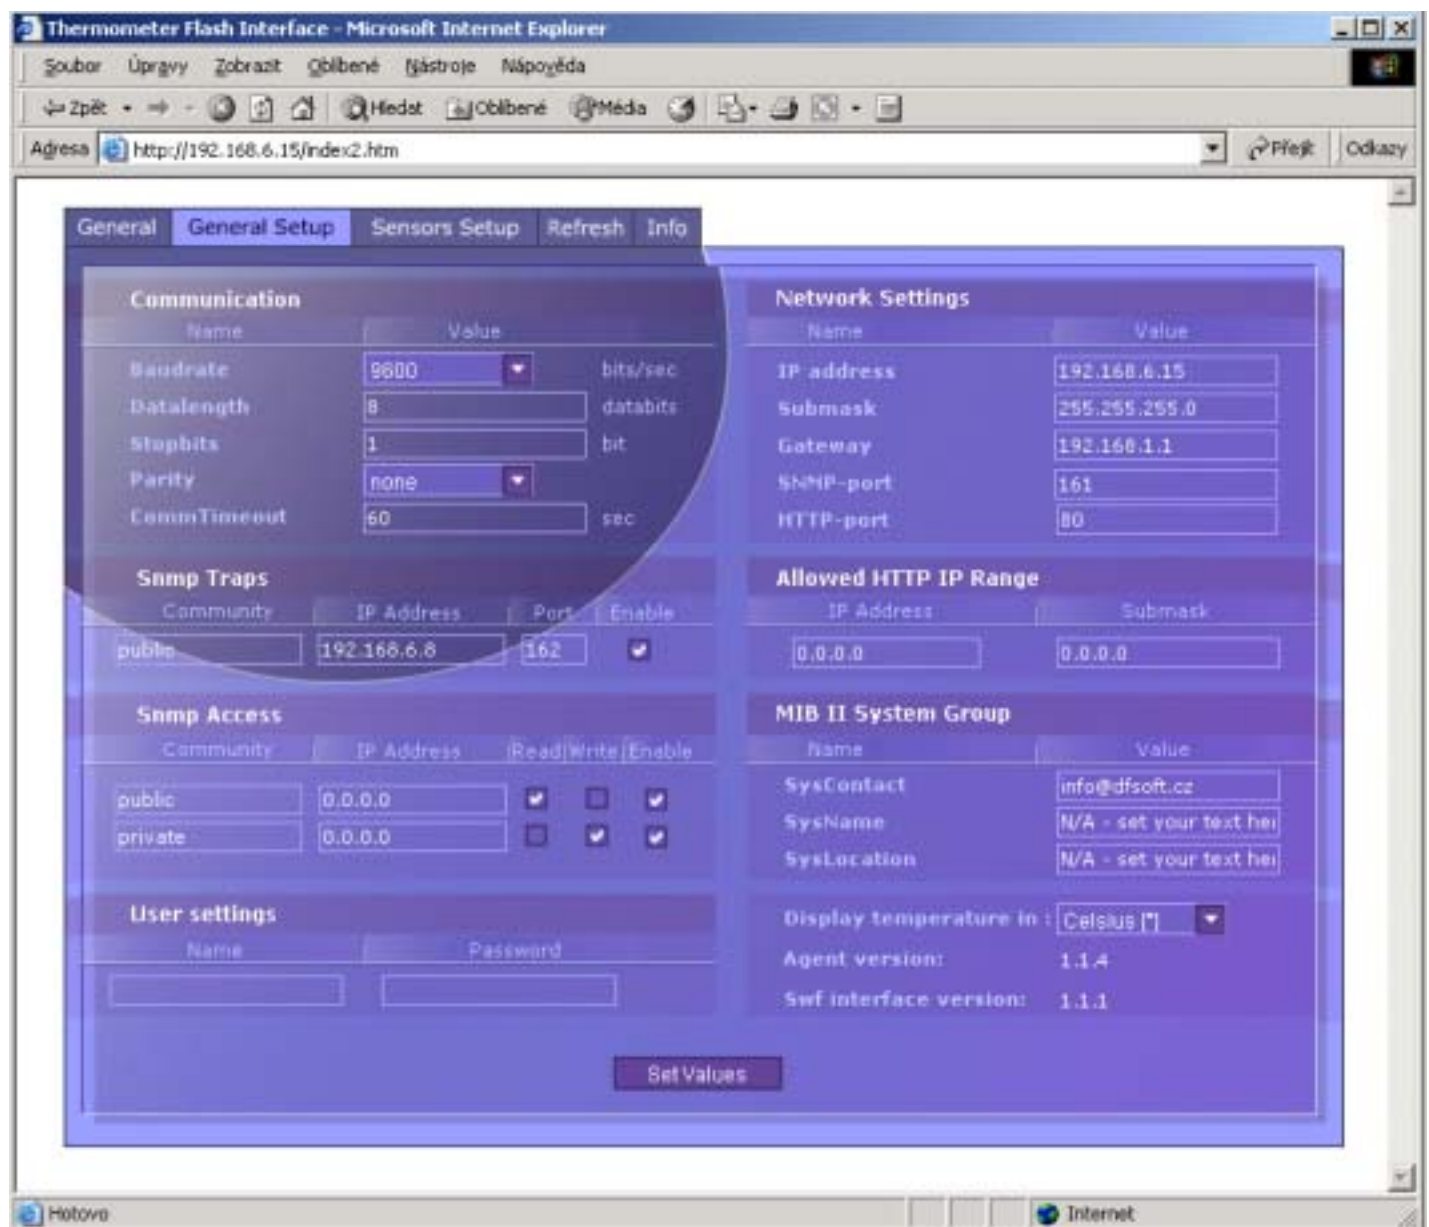 Thermometer Flash Interface - Microsoft Internet Explorer
Soubor Úpravy Zobrazit Oblíbené Nástroje Nápověda
Zpět Hledat Oblíbené Média
Adresa http://192.168.6.15/index2.htm Přejít Odkazy
General General Setup Sensors Setup Refresh Info
Communication
Name Value
Baudrate 9600 bits/sec
Datalength 8 databits
Stopbits 1 bit
Parity none
CommTimeout 60 sec
Snmp Traps
Community IP Address Port Enable
public 192.168.6.8 162
Snmp Access
Community IP Address Read Write Enable
public 0.0.0.0
private 0.0.0.0
User settings
Name Password
Network Settings
Name Value
IP address 192.168.6.15
Submask 255.255.255.0
Gateway 192.168.1.1
SNMP-port 161
HTTP-port 80
Allowed HTTP IP Range
IP Address Submask
0.0.0.0 0.0.0.0
MIB II System Group
Name Value
SysContact info@dfsoft.cz
SysName N/A - set your text her
SysLocation N/A - set your text her
Display temperature in : Celsius [°]
Agent version: 1.1.4
Swf interface version: 1.1.1
Set Values
Hotovo Internet